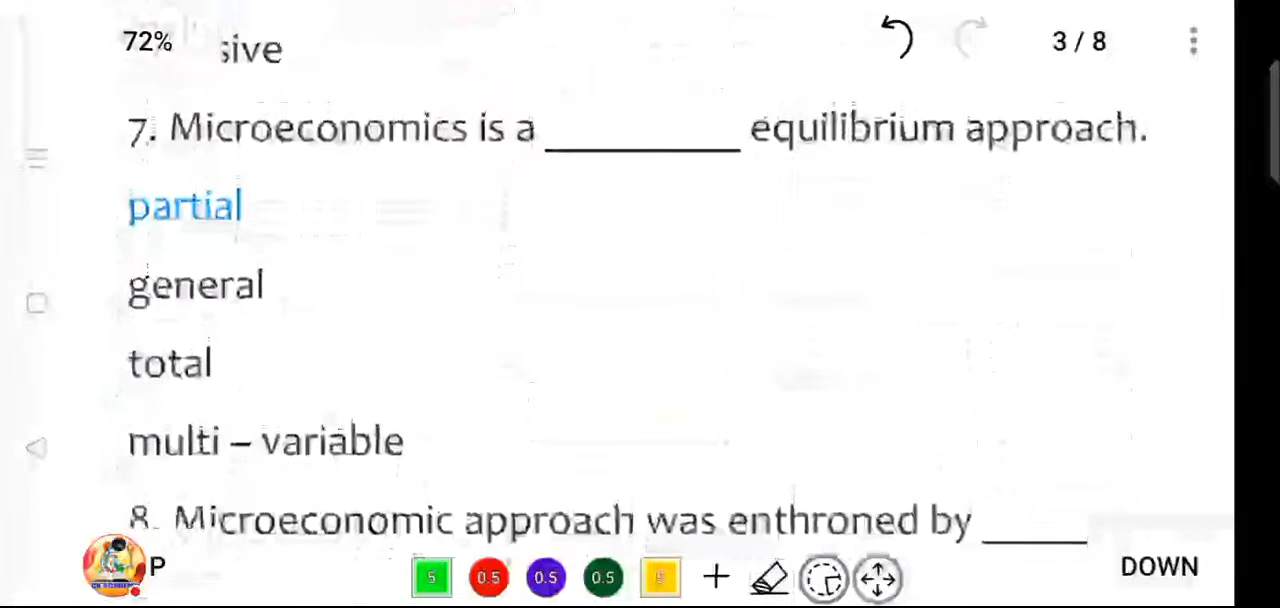 72%
sive
3 / 8
7. Microeconomics is a __________ equilibrium approach.
partial
general
total
multi – variable
8. Microeconomic approach was enthroned by _____
P
5 0.5 0.5 0.5
DOWN